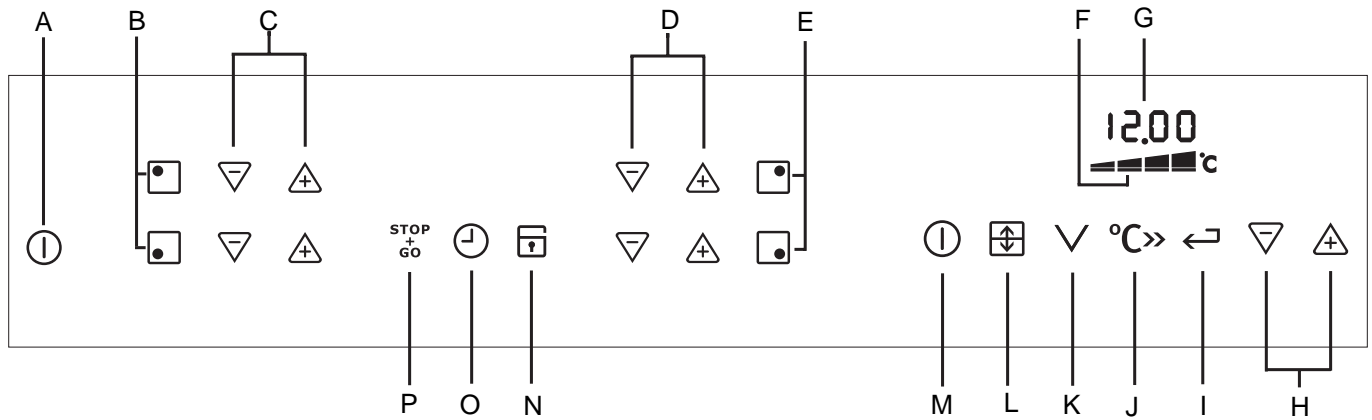 A B C D E F G
12.00
°C
STOP
+
GO
°C»
P O N M L K J I H